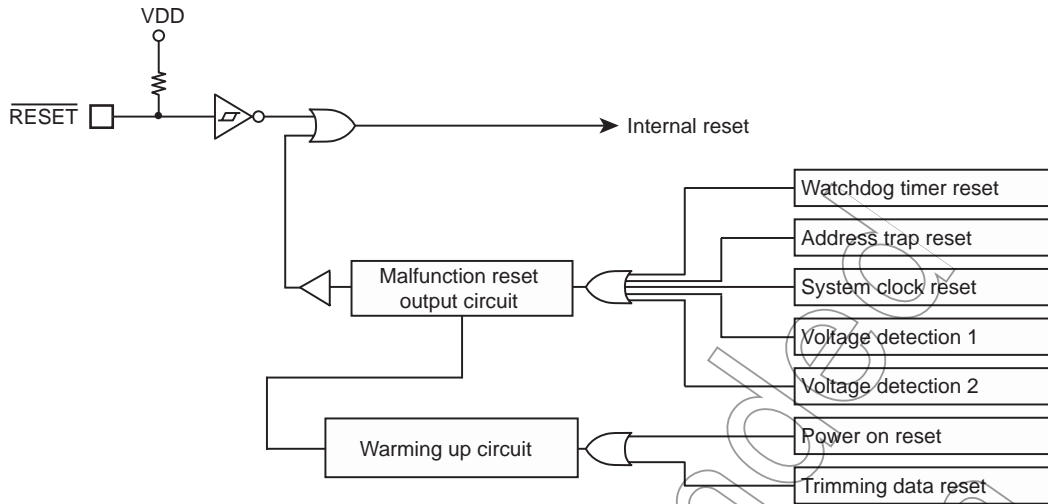 VDD
RESET
Internal reset
Watchdog timer reset
Address trap reset
Malfunction reset
output circuit
System clock reset
Voltage detection 1
Voltage detection 2
Warming up circuit
Power on reset
Trimming data reset